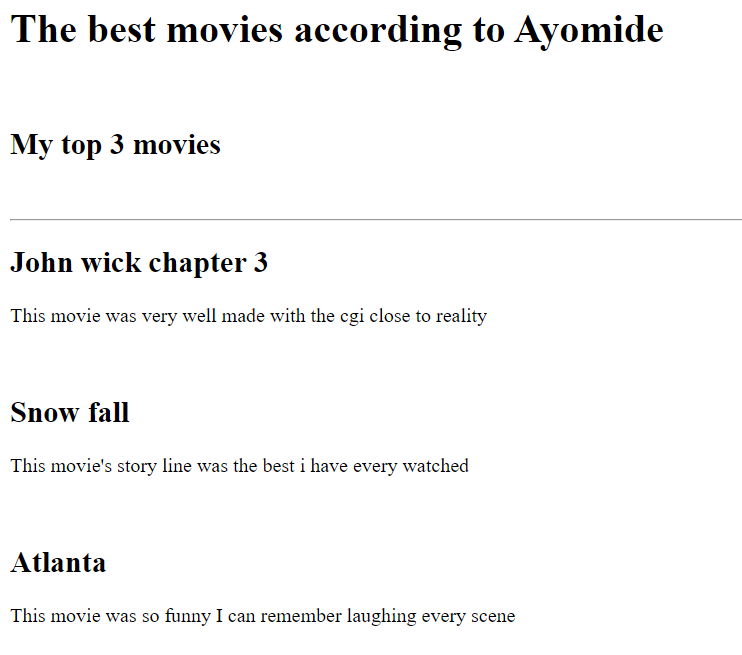 The best movies according to Ayomide
My top 3 movies
John wick chapter 3
This movie was very well made with the cgi close to reality
Snow fall
This movie's story line was the best i have every watched
Atlanta
This movie was so funny I can remember laughing every scene